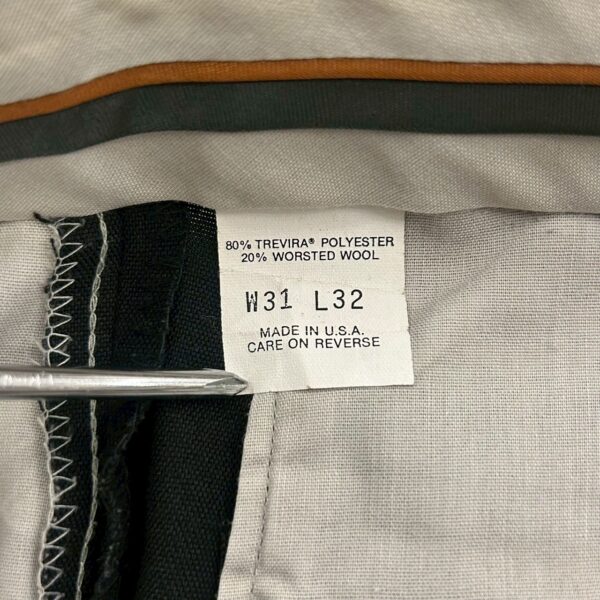 80% TREVIRA® POLYESTER
20% WORSTED WOOL
W31 L32
MADE IN U.S.A.
CARE ON REVERSE